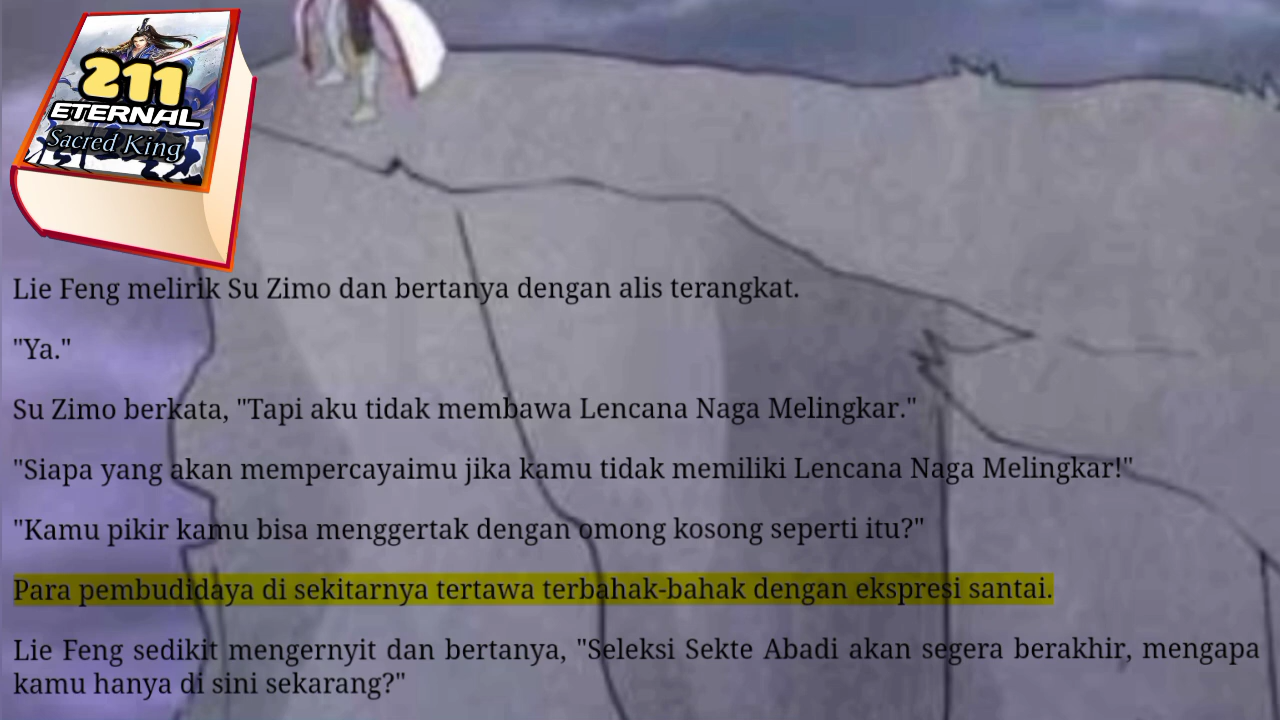 211
ETERNAL
Sacred King
Lie Feng melirik Su Zimo dan bertanya dengan alis terangkat.
"Ya."
Su Zimo berkata, "Tapi aku tidak membawa Lencana Naga Melingkar."
"Siapa yang akan mempercayaimu jika kamu tidak memiliki Lencana Naga Melingkar!"
"Kamu pikir kamu bisa menggertak dengan omong kosong seperti itu?"
Para pembudidaya di sekitarnya tertawa terbahak-bahak dengan ekspresi santai.
Lie Feng sedikit mengernyit dan bertanya, "Seleksi Sekte Abadi akan segera berakhir, mengapa
kamu hanya di sini sekarang?"